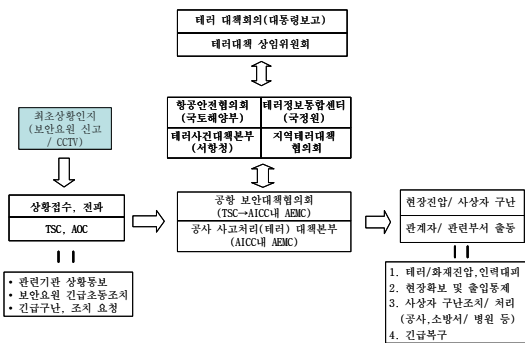 테러 대책회의(대통령보고)
테러대책 상임위원회
항공안전협의회
(국토해양부)
테러정보통합센터
(국정원)
테러사건대책본부
(서항청)
지역테러대책
협의회
최초상황인지
(보안요원 신고
/ CCTV)
상황접수, 전파
TSC, AOC
공항 보안대책협의회
(TSC→AICC내 AEMC)
공사 사고처리(테러) 대책본부
(AICC내 AEMC)
현장진압/ 사상자 구난
관계자/ 관련부서 출동
• 관련기관 상황통보
• 보안요원 긴급초동조치
• 긴급구난, 조치 요청
1. 테러/화재진압,인력대피
2. 현장확보 및 출입통제
3. 사상자 구난조치/ 처리
(공사,소방서/ 병원 등)
4. 긴급복구